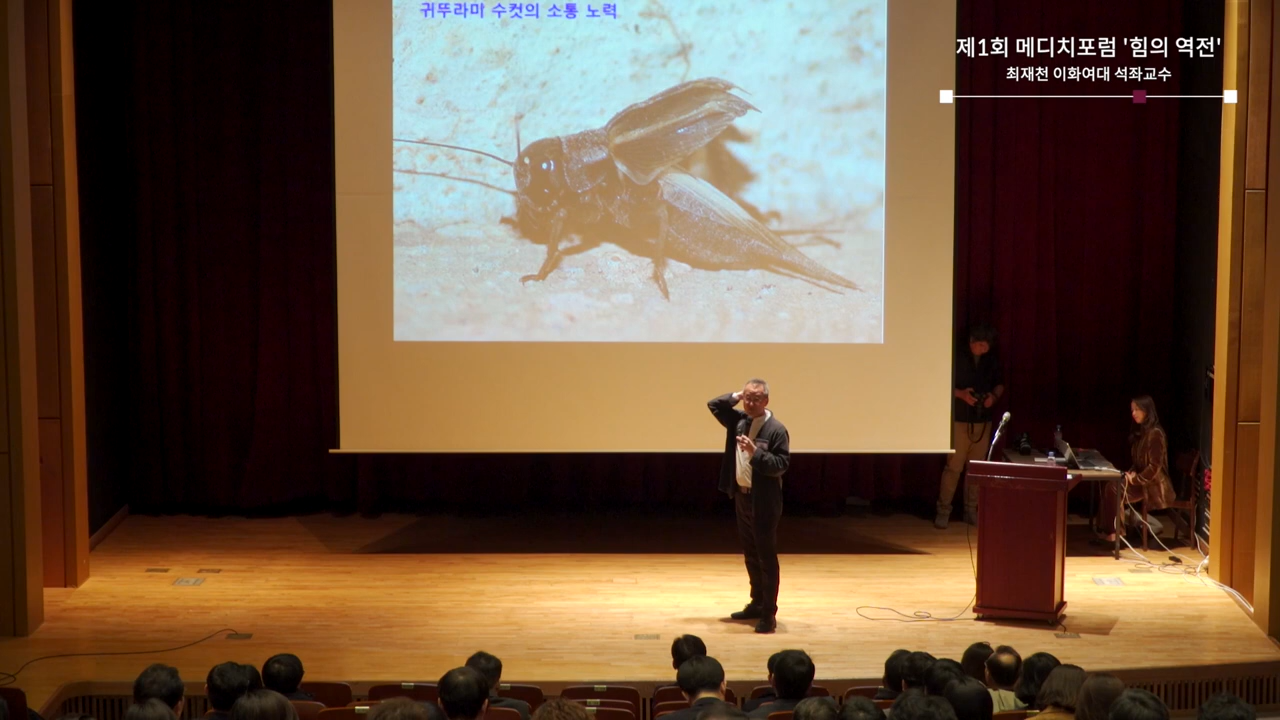 귀뚜라미 수컷의 소통 노력
제1회 메디치포럼 '힘의 역전'
최재천 이화여대 석좌교수